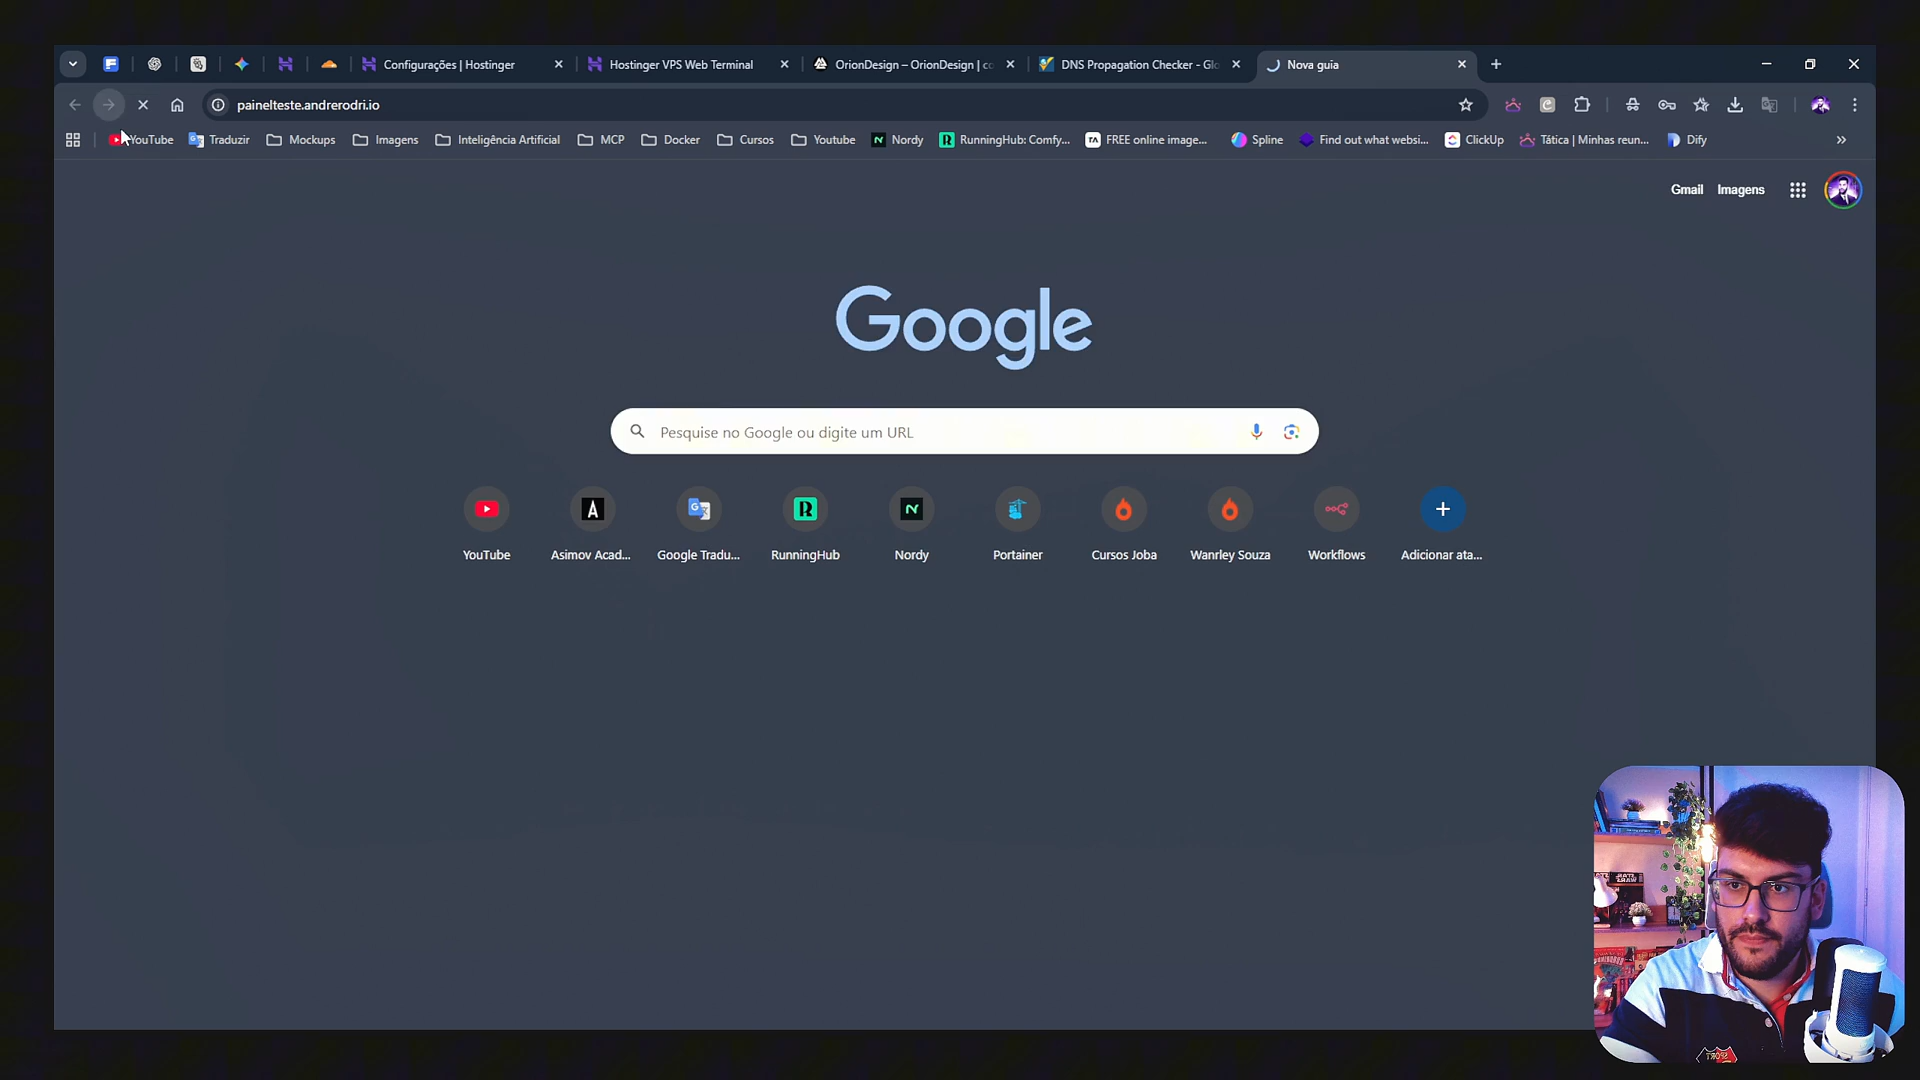 Configurações | Hostinger
Hostinger VPS Web Terminal
OrionDesign – OrionDesign | co
DNS Propagation Checker - Glo
Nova guia
painelteste.andrerodri.io
YouTube
Traduzir
Mockups
Imagens
Inteligência Artificial
MCP
Docker
Cursos
Youtube
Nordy
RunningHub: Comfy...
FREE online image...
Spline
Find out what websi...
ClickUp
Tática | Minhas reun...
Dify
Gmail
Imagens
Google
Pesquise no Google ou digite um URL
YouTube
Asimov Acad...
Google Tradu...
RunningHub
Nordy
Portainer
Cursos Joba
Wanrley Souza
Workflows
Adicionar ata...